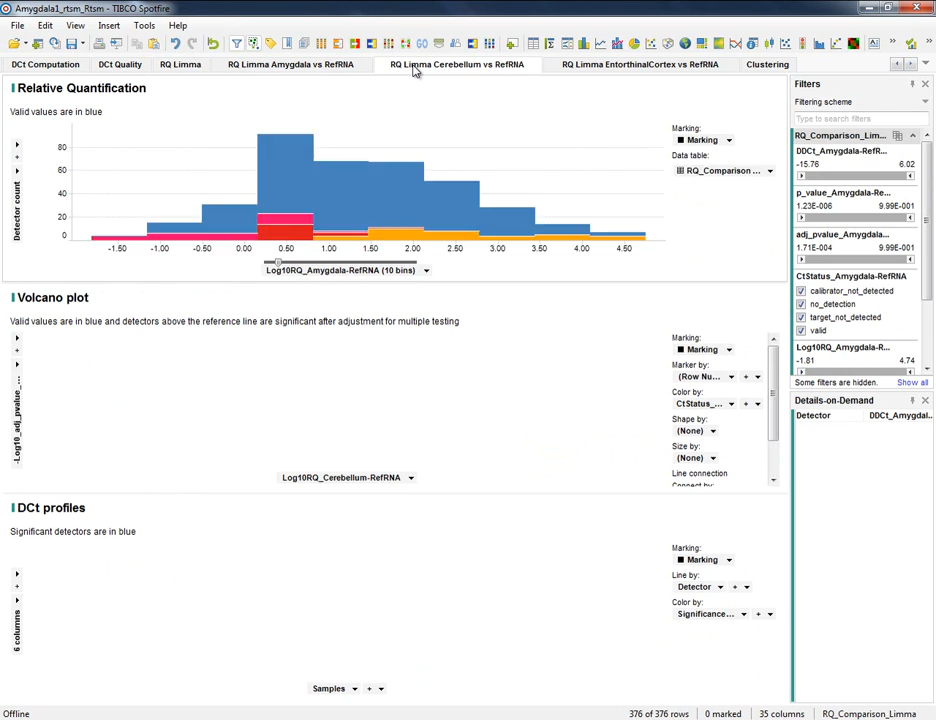 Amygdala1_rtsm_Rtsm - TIBCO Spotfire
File Edit View Insert Tools Help
DCt Computation DCt Quality RQ Limma RQ Limma Amygdala vs RefRNA RQ Limma Cerebellum vs RefRNA RQ Limma EntorthinalCortex vs RefRNA Clustering
Relative Quantification
Valid values are in blue
Detector count
80
60
40
20
0
-1.50 -1.00 -0.50 0.00 0.50 1.00 1.50 2.00 2.50 3.00 3.50 4.00 4.50
Log10RQ_Amygdala-RefRNA (10 bins)
Marking:
Marking
Data table:
RQ_Comparison ...
Volcano plot
Valid values are in blue and detectors above the reference line are significant after adjustment for multiple testing
-Log10_adj_pvalue_...
Log10RQ_Cerebellum-RefRNA
Marking:
Marking
Marker by:
(Row Nu... +
Color by:
CtStatus_... +
Shape by:
(None)
Size by:
(None)
Line connection
Connect by:
DCt profiles
Significant detectors are in blue
6 columns
Samples +
Marking:
Marking
Line by:
Detector +
Color by:
Significance... +
Filters
Filtering scheme
Type to search filters
RQ_Comparison_Lim...
DDCt_Amygdala-RefR...
-15.76 6.02
p_value_Amygdala-Re...
1.23E-006 9.99E-001
adj_pvalue_Amygdala...
1.71E-004 9.99E-001
CtStatus_Amygdala-RefRNA
calibrator_not_detected
no_detection
target_not_detected
valid
Log10RQ_Amygdala-R...
-1.81 4.74
Some filters are hidden. Show all
Details-on-Demand
Detector DDCt_Amygdal...
Offline 376 of 376 rows 0 marked 35 columns RQ_Comparison_Limma